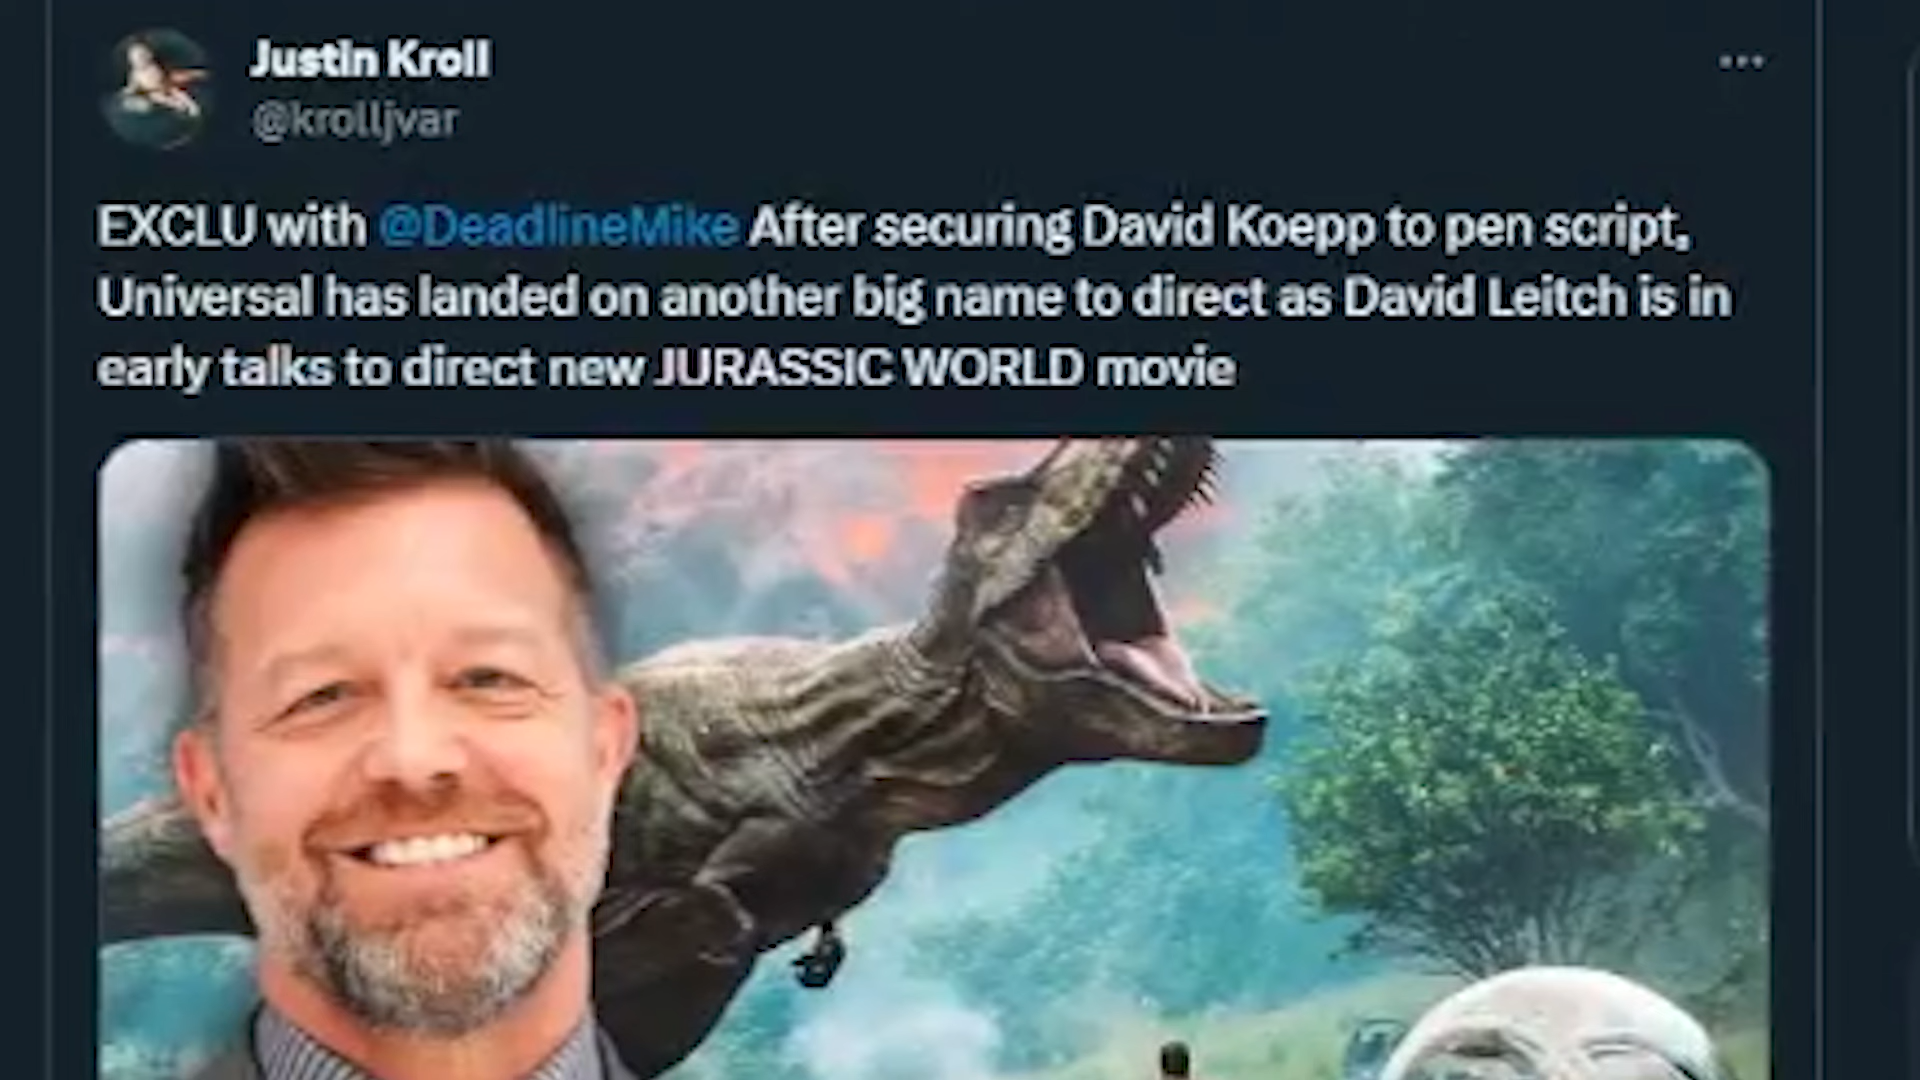 Justin Kroll
@krolljvar
EXCLU with @DeadlineMike After securing David Koepp to pen script,
Universal has landed on another big name to direct as David Leitch is in
early talks to direct new JURASSIC WORLD movie